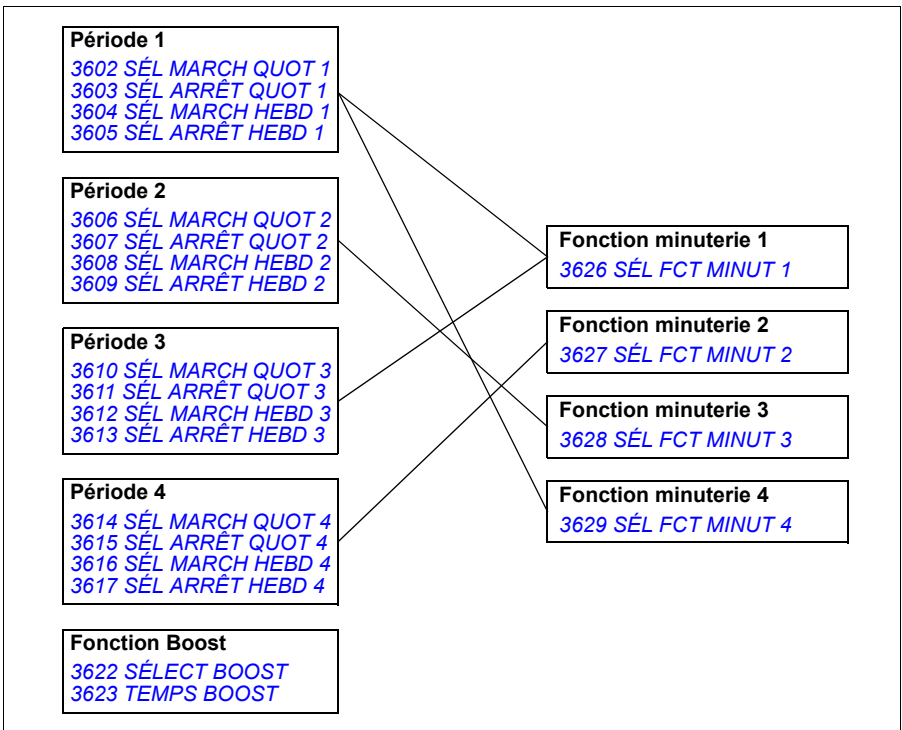 Période 1
3602 SÉL MARCH QUOT 1
3603 SÉL ARRÊT QUOT 1
3604 SÉL MARCH HEBD 1
3605 SÉL ARRÊT HEBD 1
Période 2
3606 SÉL MARCH QUOT 2
3607 SÉL ARRÊT QUOT 2
3608 SÉL MARCH HEBD 2
3609 SÉL ARRÊT HEBD 2
Période 3
3610 SÉL MARCH QUOT 3
3611 SÉL ARRÊT QUOT 3
3612 SÉL MARCH HEBD 3
3613 SÉL ARRÊT HEBD 3
Période 4
3614 SÉL MARCH QUOT 4
3615 SÉL ARRÊT QUOT 4
3616 SÉL MARCH HEBD 4
3617 SÉL ARRÊT HEBD 4
Fonction Boost
3622 SÉLECT BOOST
3623 TEMPS BOOST
Fonction minuterie 1
3626 SÉL FCT MINUT 1
Fonction minuterie 2
3627 SÉL FCT MINUT 2
Fonction minuterie 3
3628 SÉL FCT MINUT 3
Fonction minuterie 4
3629 SÉL FCT MINUT 4